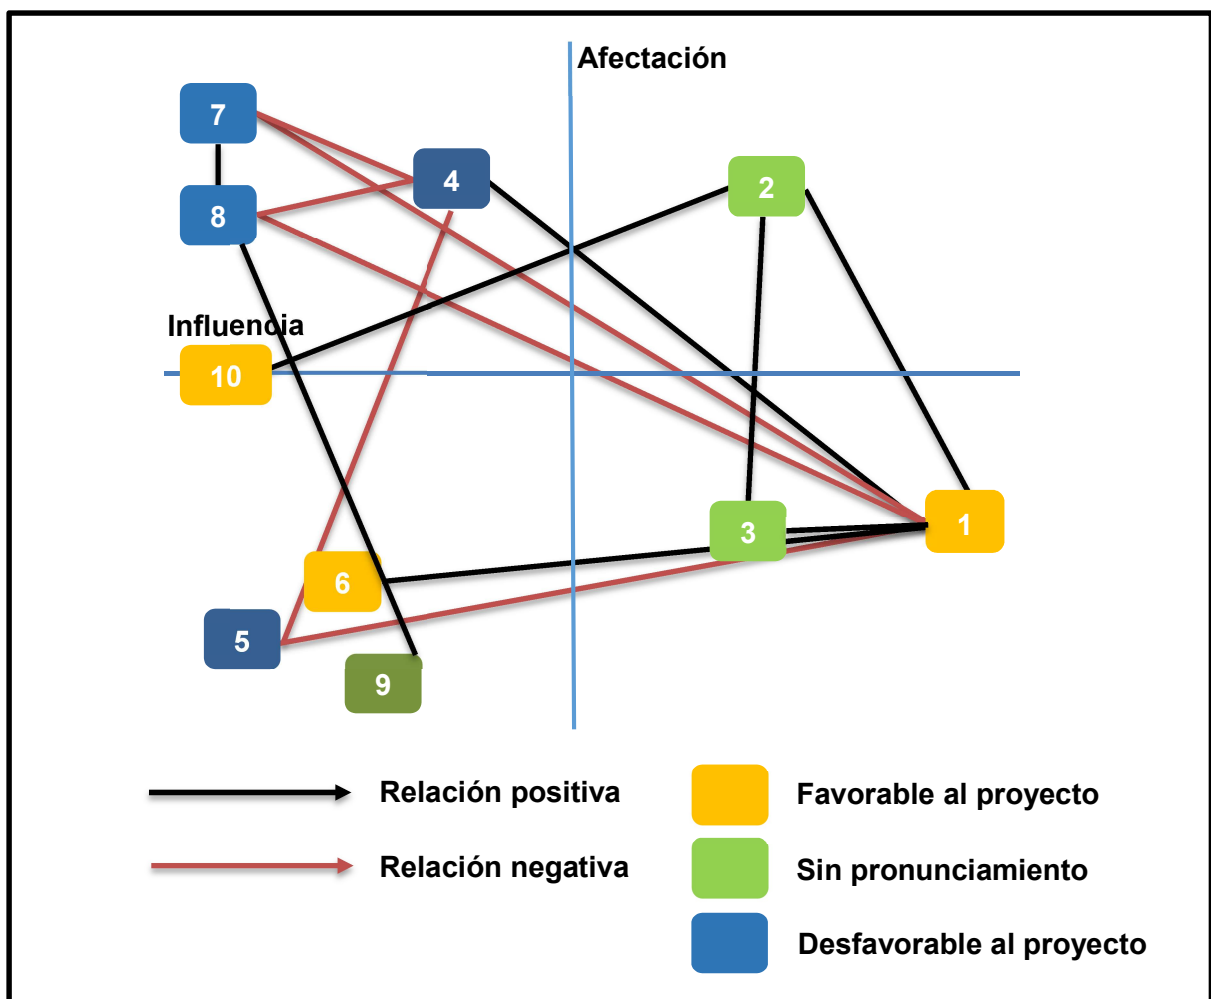 Afectación
7
4
2
8
Influencia
10
1
3
6
5
9
Relación positiva
Favorable al proyecto
Relación negativa
Sin pronunciamiento
Desfavorable al proyecto